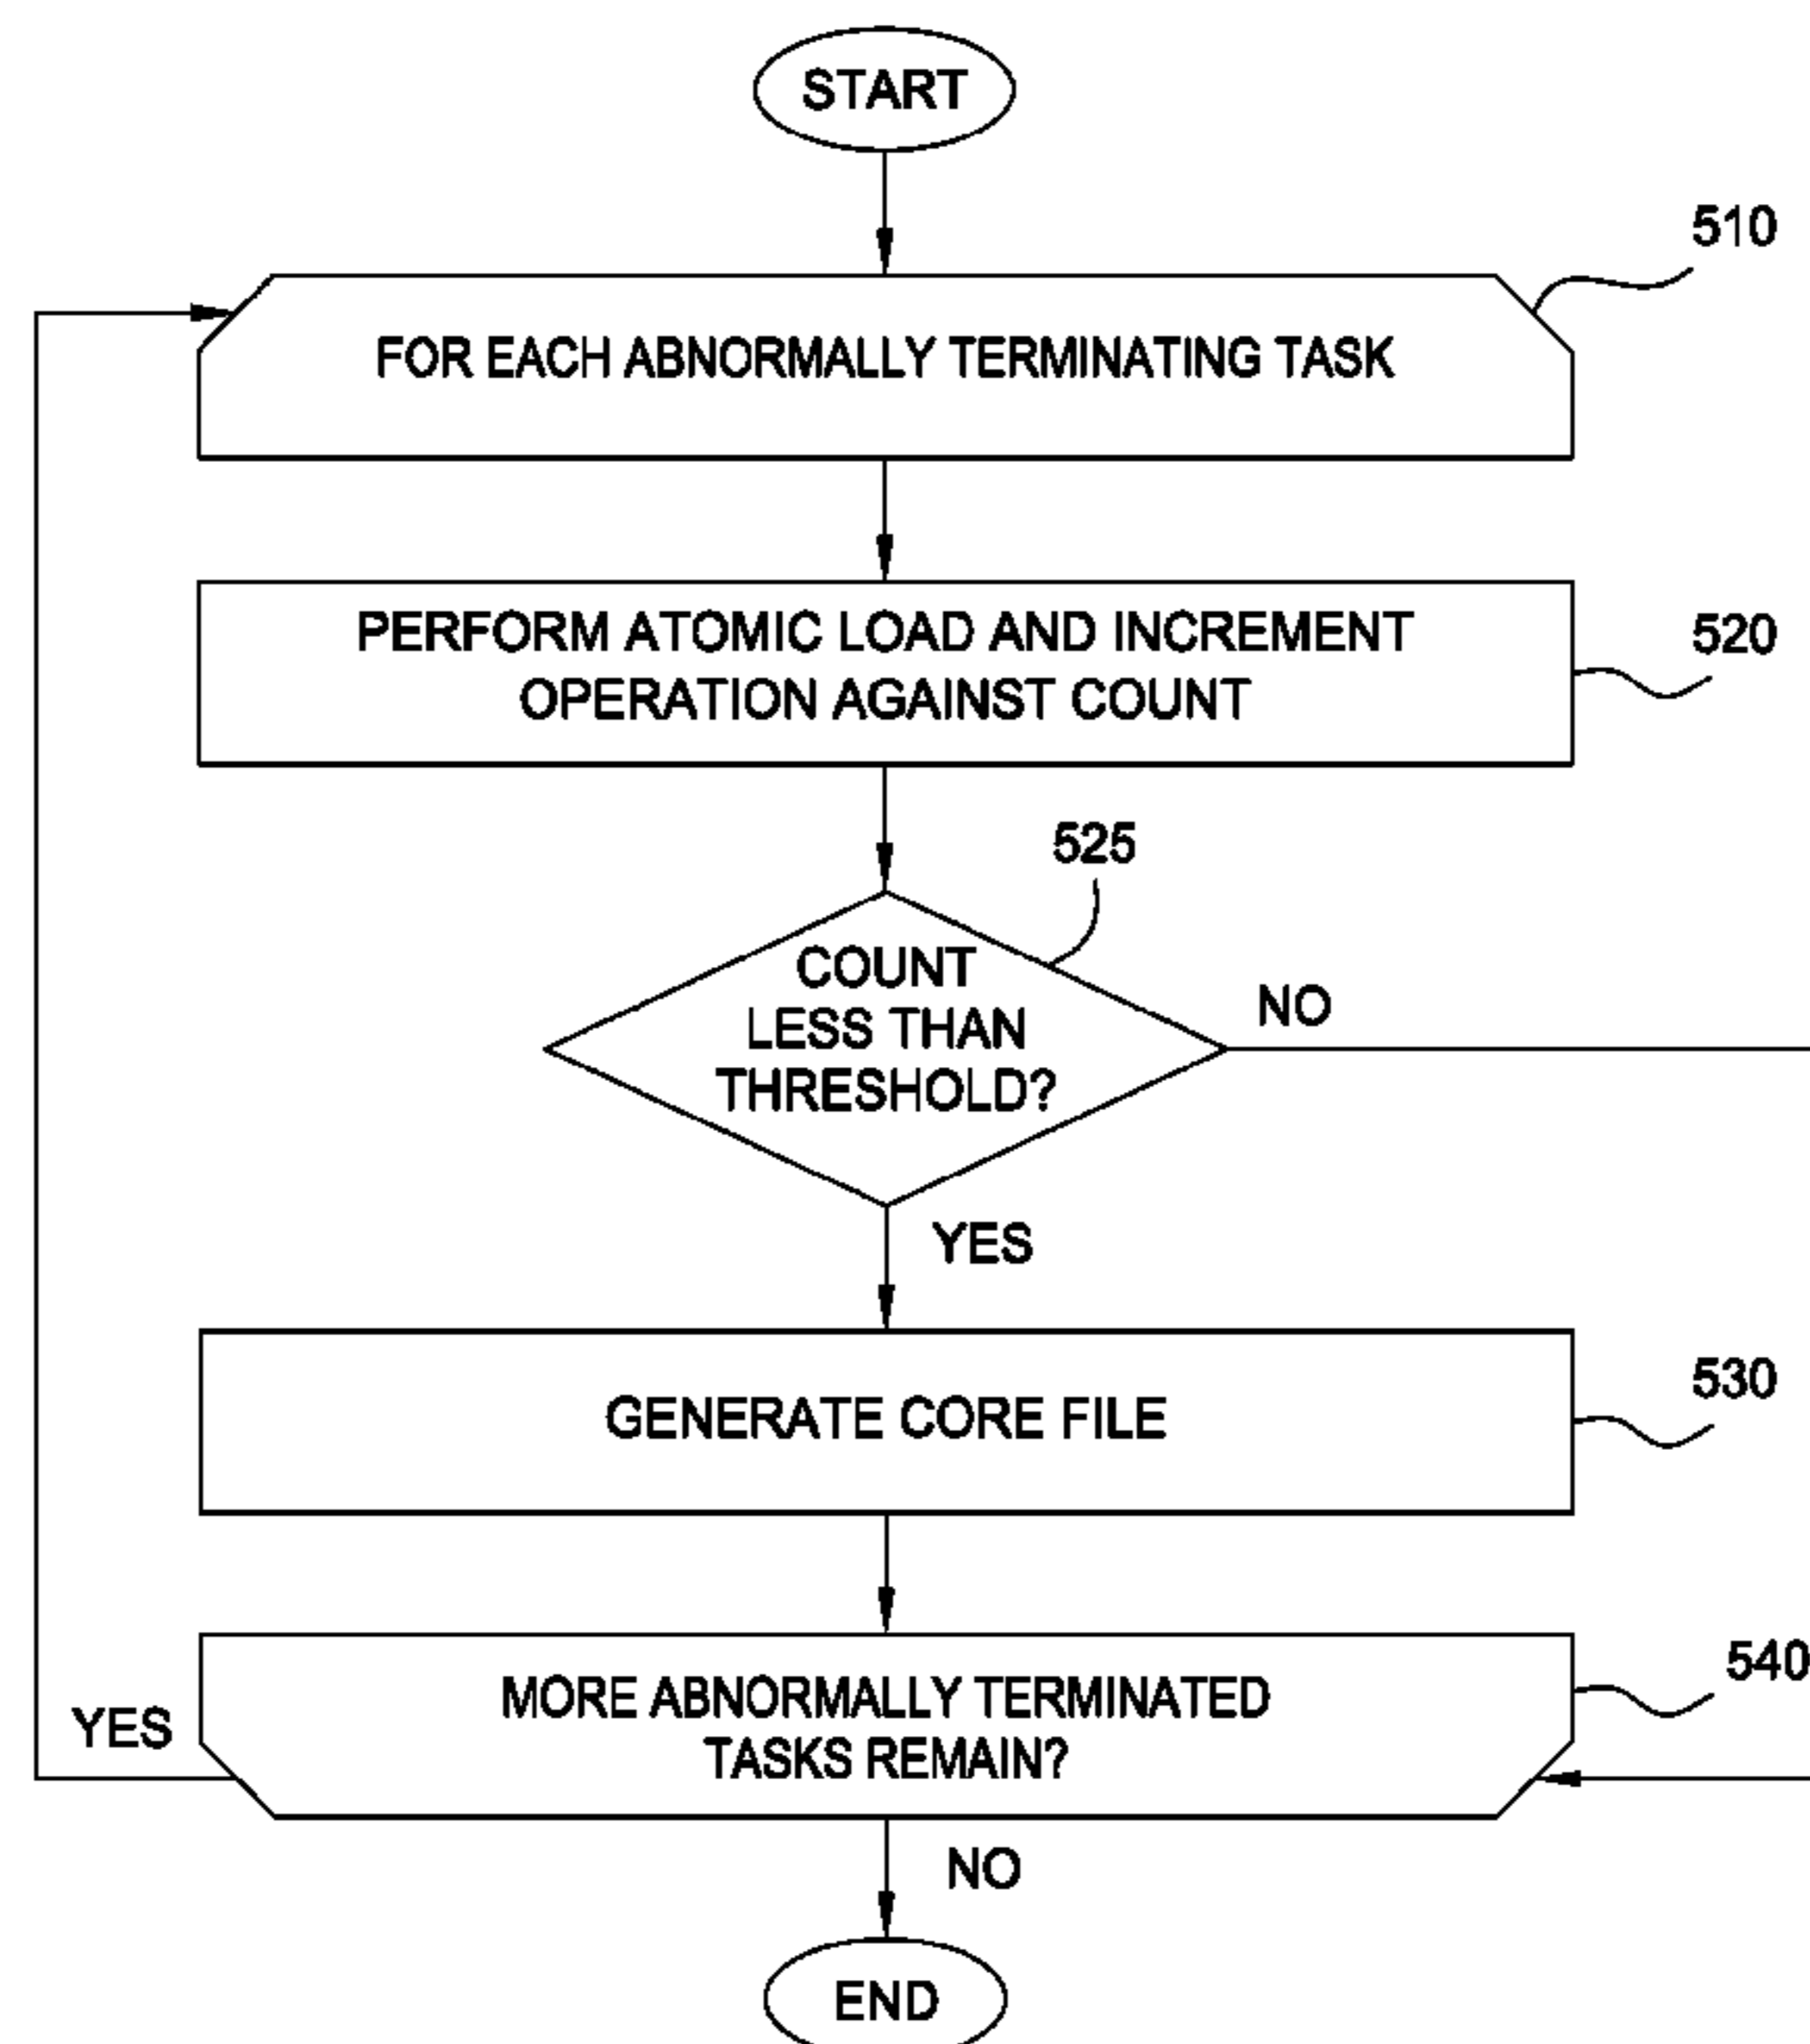 START
510
FOR EACH ABNORMALLY TERMINATING TASK
PERFORM ATOMIC LOAD AND INCREMENT
OPERATION AGAINST COUNT
520
525
COUNT
LESS THAN
THRESHOLD?
NO
YES
GENERATE CORE FILE
530
540
MORE ABNORMALLY TERMINATED
TASKS REMAIN?
YES
NO
END